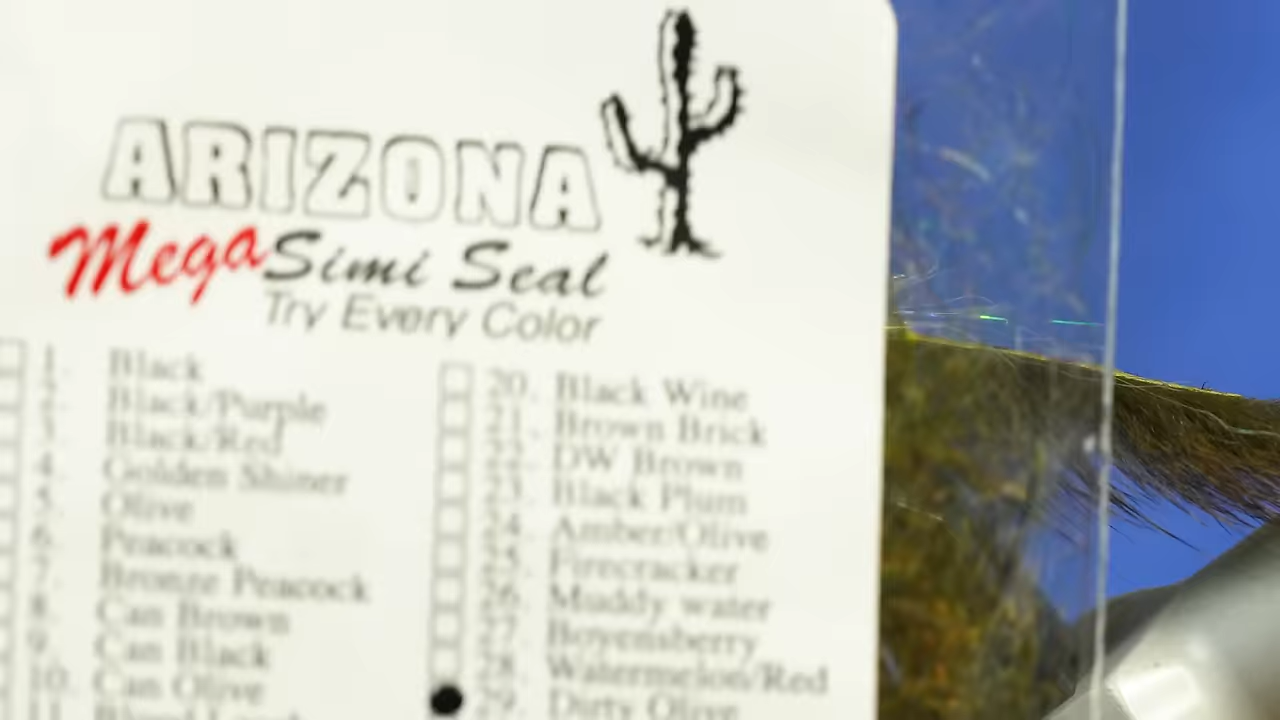 ARIZONA
Mega Simi Seal
Try Every Color
1. Black
2. Black/Purple
3. Black/Red
4. Golden Shiner
5. Olive
6. Peacock
7. Bronze Peacock
8. Can Brown
9. Can Black
10. Can Olive
11.
20. Black Wine
21. Brown Brick
22. DW Brown
23. Black Plum
24. Amber/Olive
25. Firecracker
26. Muddy water
27. Boyensberry
28. Watermelon/Red
29. Dirty Olive